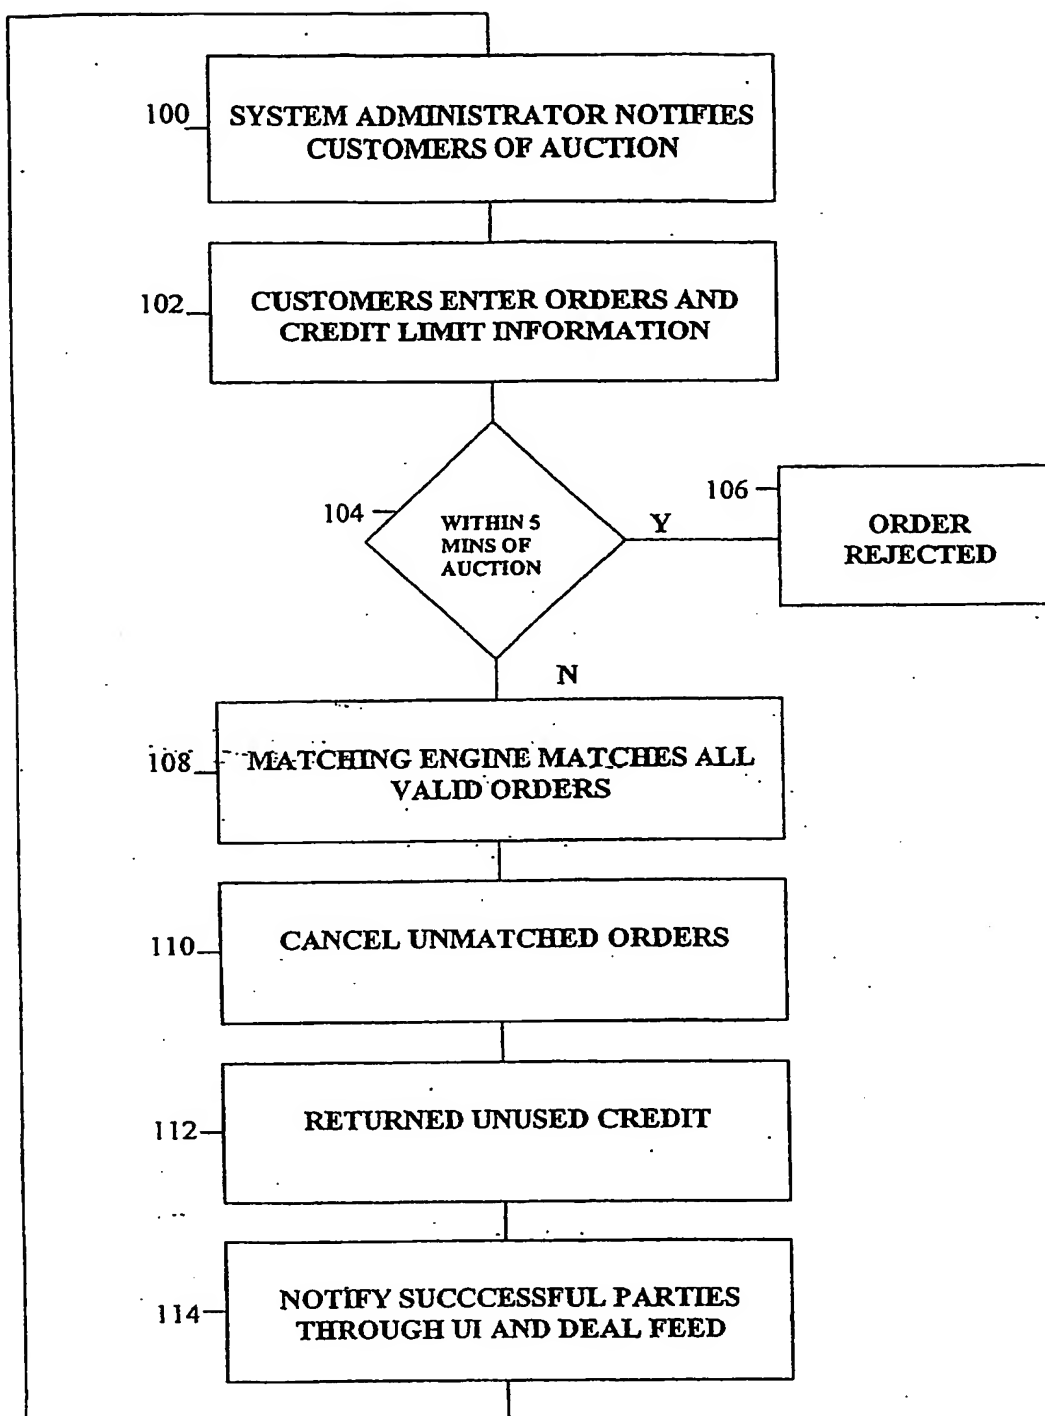 100
SYSTEM ADMINISTRATOR NOTIFIES
CUSTOMERS OF AUCTION
102
CUSTOMERS ENTER ORDERS AND
CREDIT LIMIT INFORMATION
104
WITHIN 5
MINS OF
AUCTION
Y
106
ORDER
REJECTED
N
108
MATCHING ENGINE MATCHES ALL
VALID ORDERS
110
CANCEL UNMATCHED ORDERS
112
RETURNED UNUSED CREDIT
114
NOTIFY SUCCCESSFUL PARTIES
THROUGH UI AND DEAL FEED